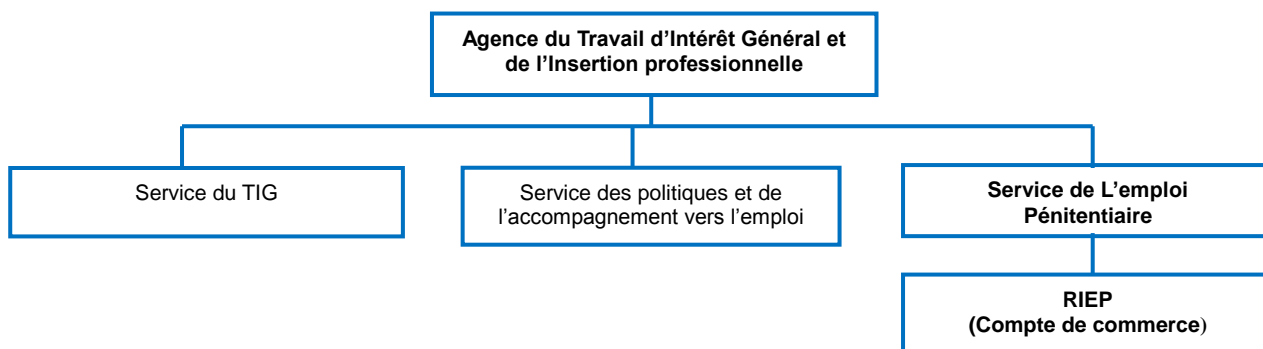 Agence du Travail d’Intérêt Général et
de l’Insertion professionnelle
Service du TIG
Service des politiques et de
l’accompagnement vers l’emploi
Service de L’emploi
Pénitentiaire
RIEP
(Compte de commerce)